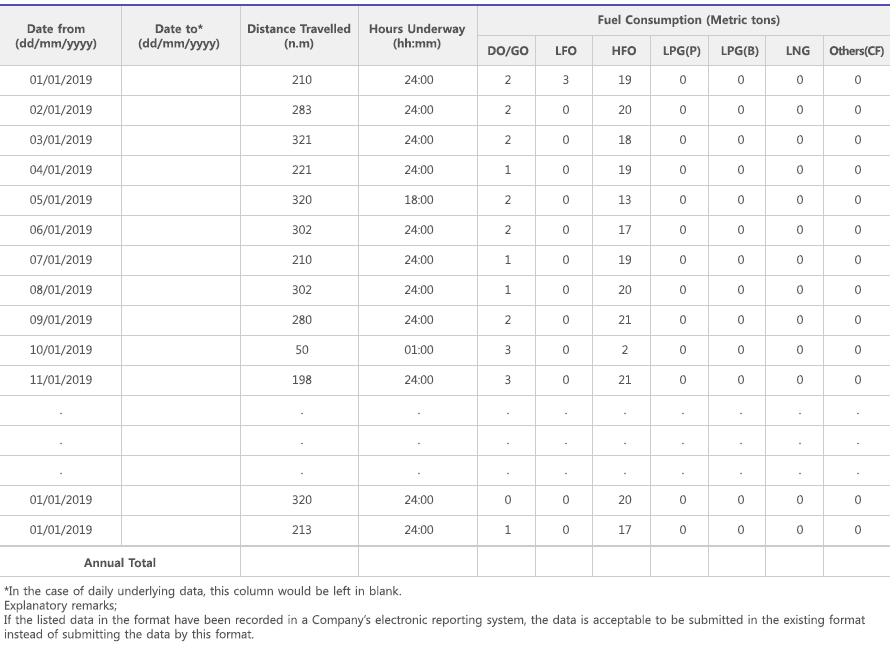 Date from (dd/mm/yyyy) Date to* (dd/mm/yyyy) Distance Travelled (n.m) Hours Underway (hh:mm) Fuel Consumption (Metric tons)
DO/GO LFO HFO LPG(P) LPG(B) LNG Others(CF)
01/01/2019 210 24:00 2 3 19 0 0 0 0
02/01/2019 283 24:00 2 0 20 0 0 0 0
03/01/2019 321 24:00 2 0 18 0 0 0 0
04/01/2019 221 24:00 1 0 19 0 0 0 0
05/01/2019 320 18:00 2 0 13 0 0 0 0
06/01/2019 302 24:00 2 0 17 0 0 0 0
07/01/2019 210 24:00 1 0 19 0 0 0 0
08/01/2019 302 24:00 1 0 20 0 0 0 0
09/01/2019 280 24:00 2 0 21 0 0 0 0
10/01/2019 50 01:00 3 0 2 0 0 0 0
11/01/2019 198 24:00 3 0 21 0 0 0 0
. . . . . . . . . .
. . . . . . . . . .
. . . . . . . . . .
01/01/2019 320 24:00 0 0 20 0 0 0 0
01/01/2019 213 24:00 1 0 17 0 0 0 0
Annual Total
*In the case of daily underlying data, this column would be left in blank.
Explanatory remarks;
If the listed data in the format have been recorded in a Company's electronic reporting system, the data is acceptable to be submitted in the existing format
instead of submitting the data by this format.